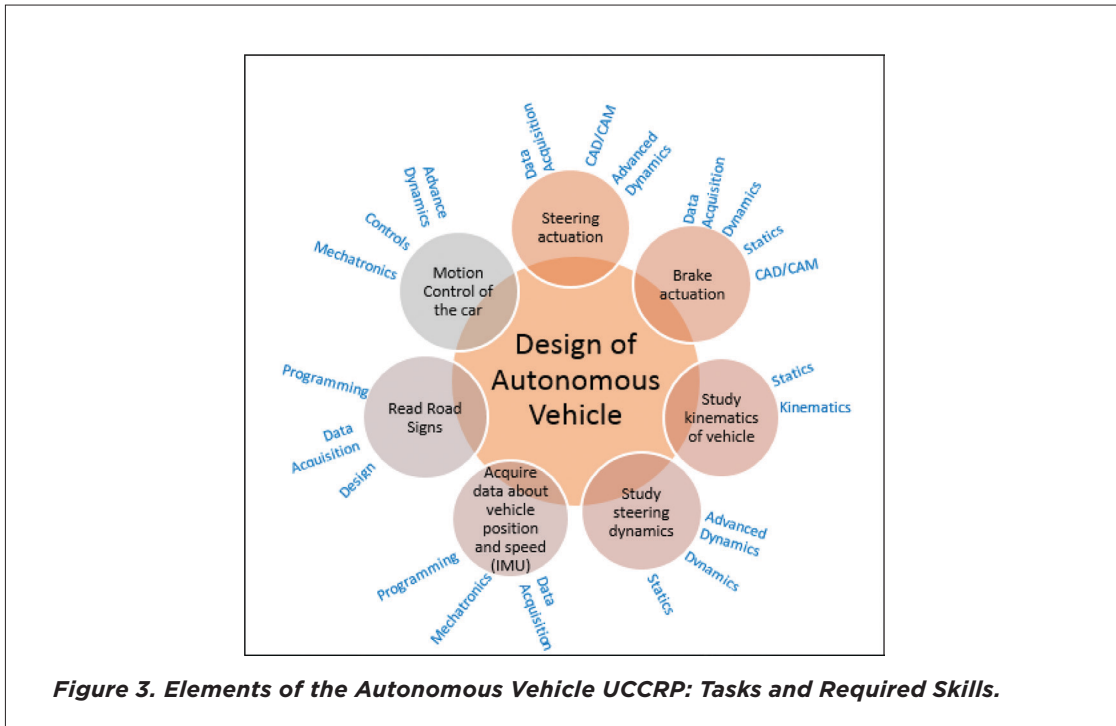 Data
Acquisition
CAD/CAM
Advanced
Dynamics
Steering
actuation
Data
Acquisition
Dynamics
Statics
CAD/CAM
Brake
actuation
Statics
Kinematics
Study
kinematics
of vehicle
Advanced
Dynamics
Dynamics
Statics
Study
steering
dynamics
Data
Acquisition
Mechatronics
Programming
Acquire
data about
vehicle
position
and speed
(IMU)
Design
Data
Acquisition
Programming
Read Road
Signs
Mechatronics
Controls
Advance
Dynamics
Motion
Control of
the car
Design of
Autonomous
Vehicle
Figure 3. Elements of the Autonomous Vehicle UCCRP: Tasks and Required Skills.